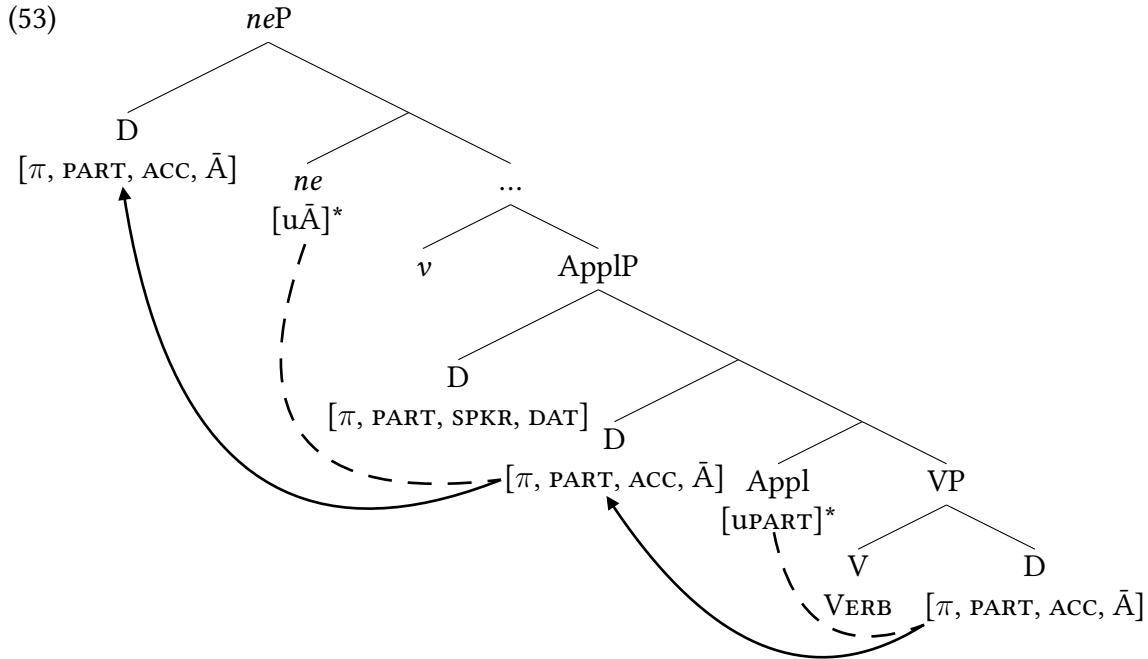 (53)
neP
D
[π, PART, ACC, Ā]
ne
[uĀ]*
...
v
ApplP
D
[π, PART, SPKR, DAT]
D
[π, PART, ACC, Ā]
Appl
[uPART]*
VP
V
VERB
D
[π, PART, ACC, Ā]